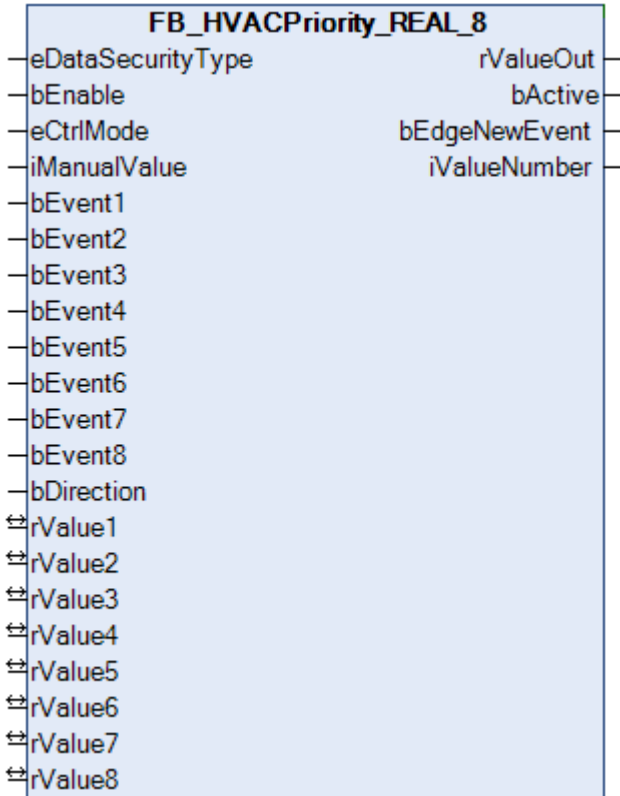 FB_HVACPriority_REAL_8
eDataSecurityType rValueOut
bEnable bActive
eCtrlMode bEdgeNewEvent
iManualValue iValueNumber
bEvent1
bEvent2
bEvent3
bEvent4
bEvent5
bEvent6
bEvent7
bEvent8
bDirection
rValue1
rValue2
rValue3
rValue4
rValue5
rValue6
rValue7
rValue8